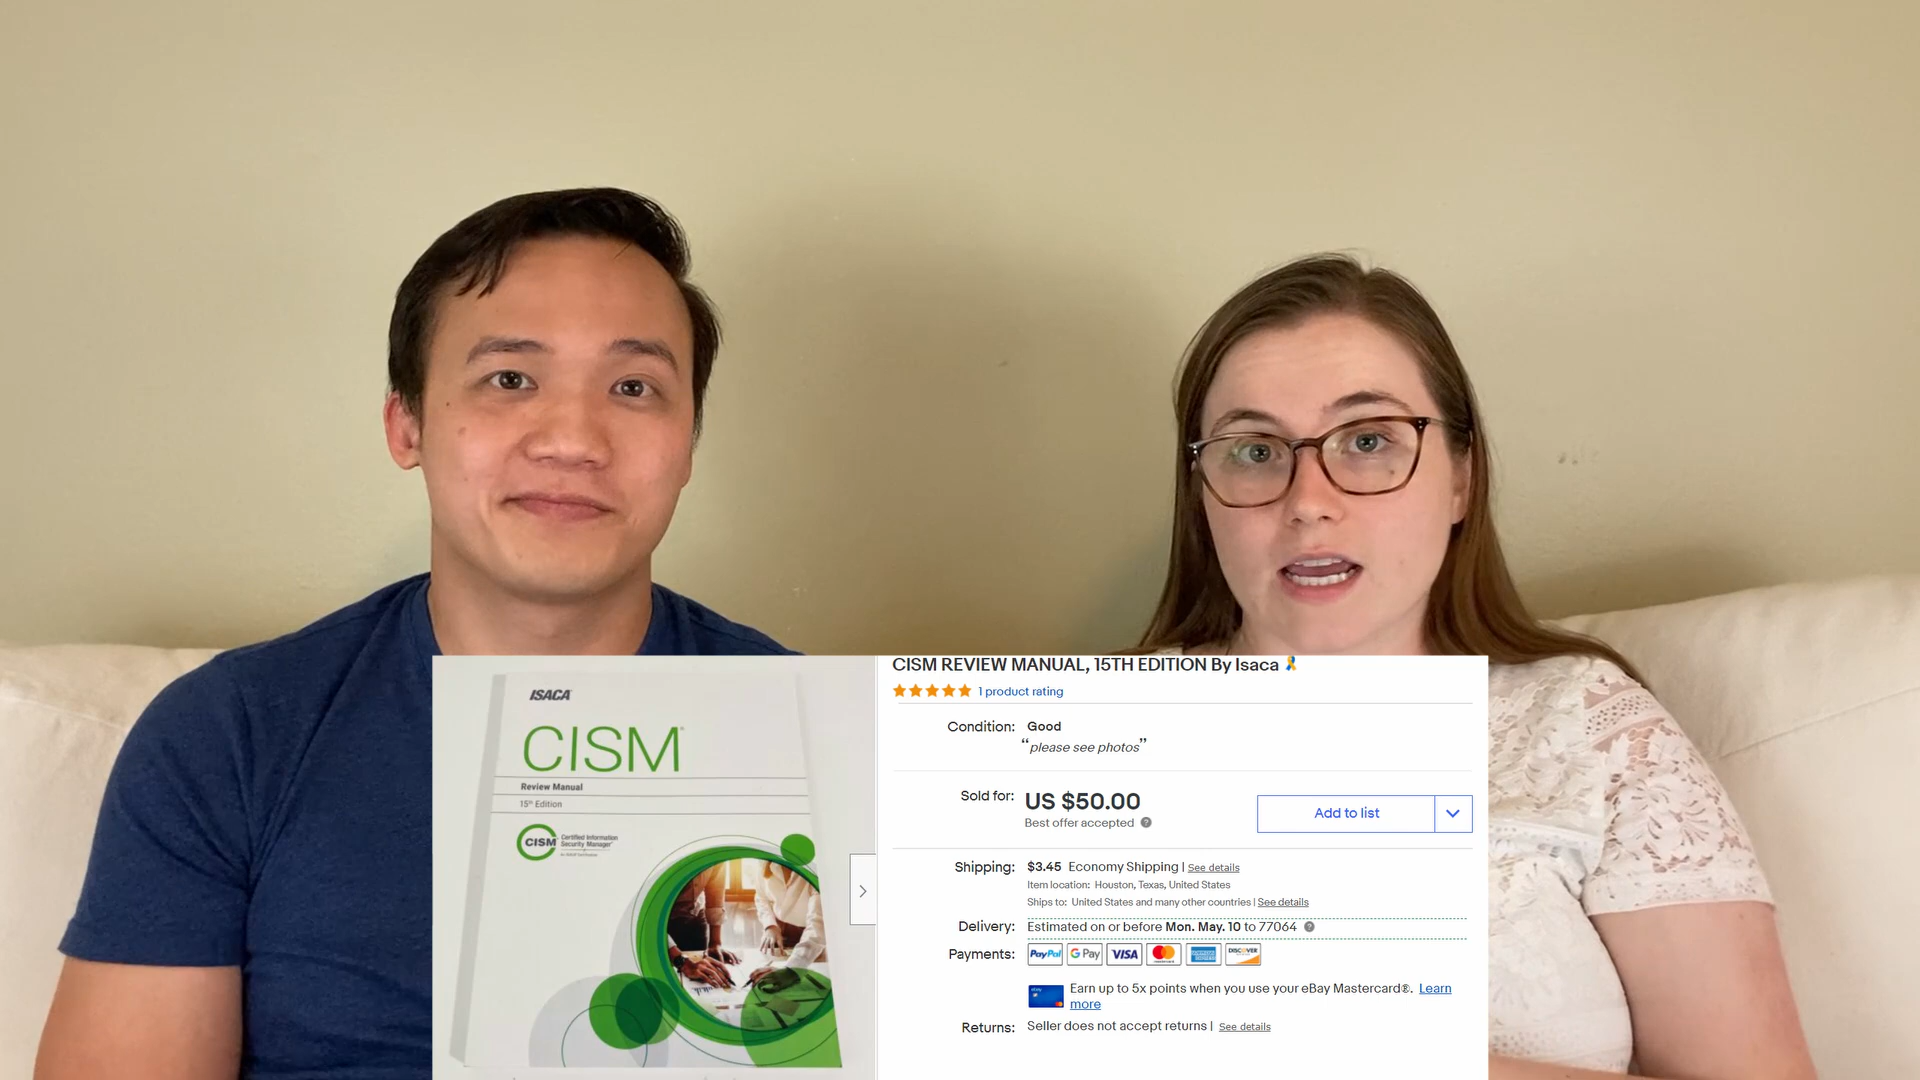 ISACA
CISM
Review Manual
15th Edition
CISM Certified Information
Security Manager
CISM REVIEW MANUAL, 15TH EDITION By Isaca
1 product rating
Condition: Good
“please see photos”
Sold for: US $50.00
Best offer accepted
Add to list
Shipping: $3.45 Economy Shipping | See details
Item location: Houston, Texas, United States
Ships to: United States and many other countries | See details
Delivery: Estimated on or before Mon. May. 10 to 77064
Payments: PayPal G Pay VISA DISCOVER
Earn up to 5x points when you use your eBay Mastercard®. Learn
more
Returns: Seller does not accept returns | See details